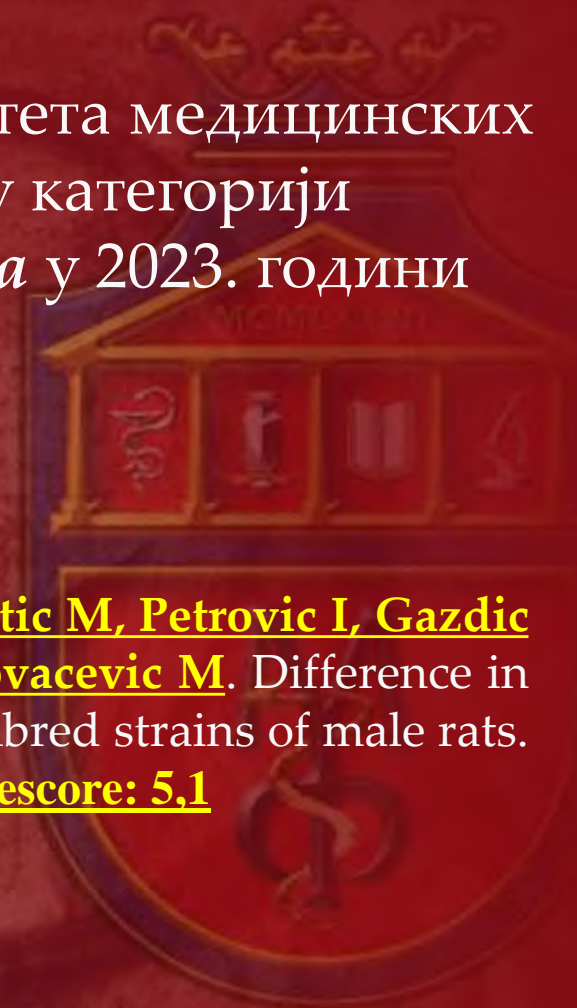 тета медицинских
у категорији
а у 2023. години
tic M, Petrovic I, Gazdic
ovacevic M. Difference in
bred strains of male rats.
escore: 5,1